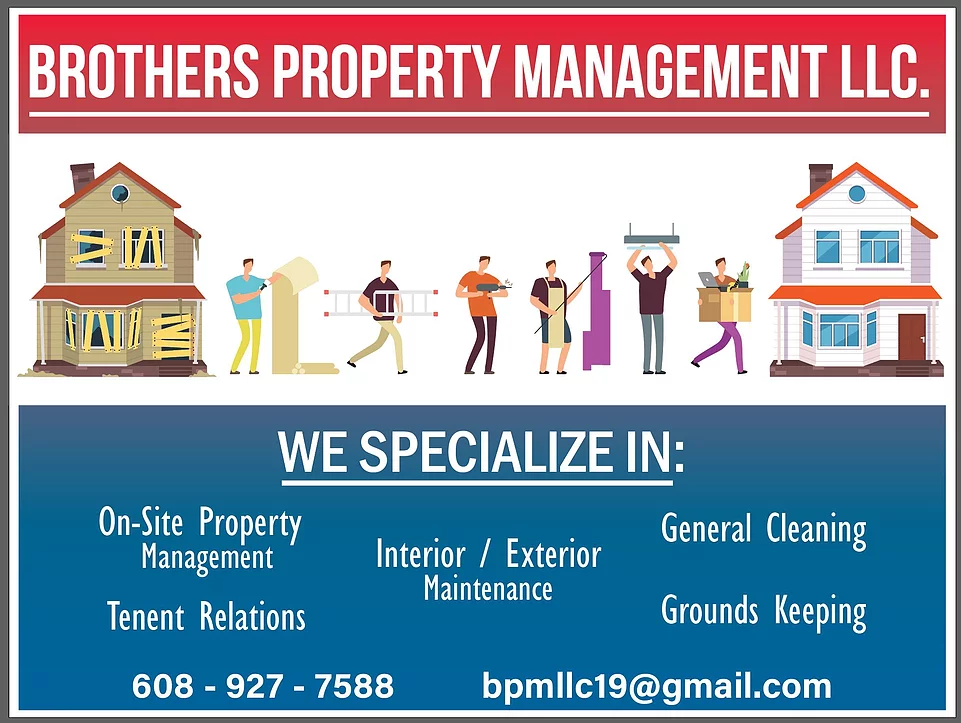 BROTHERS PROPERTY MANAGEMENT LLC.
WE SPECIALIZE IN:
On-Site Property
Management
Tenent Relations
Interior / Exterior
Maintenance
General Cleaning
Grounds Keeping
608 - 927 - 7588
bpmllc19@gmail.com